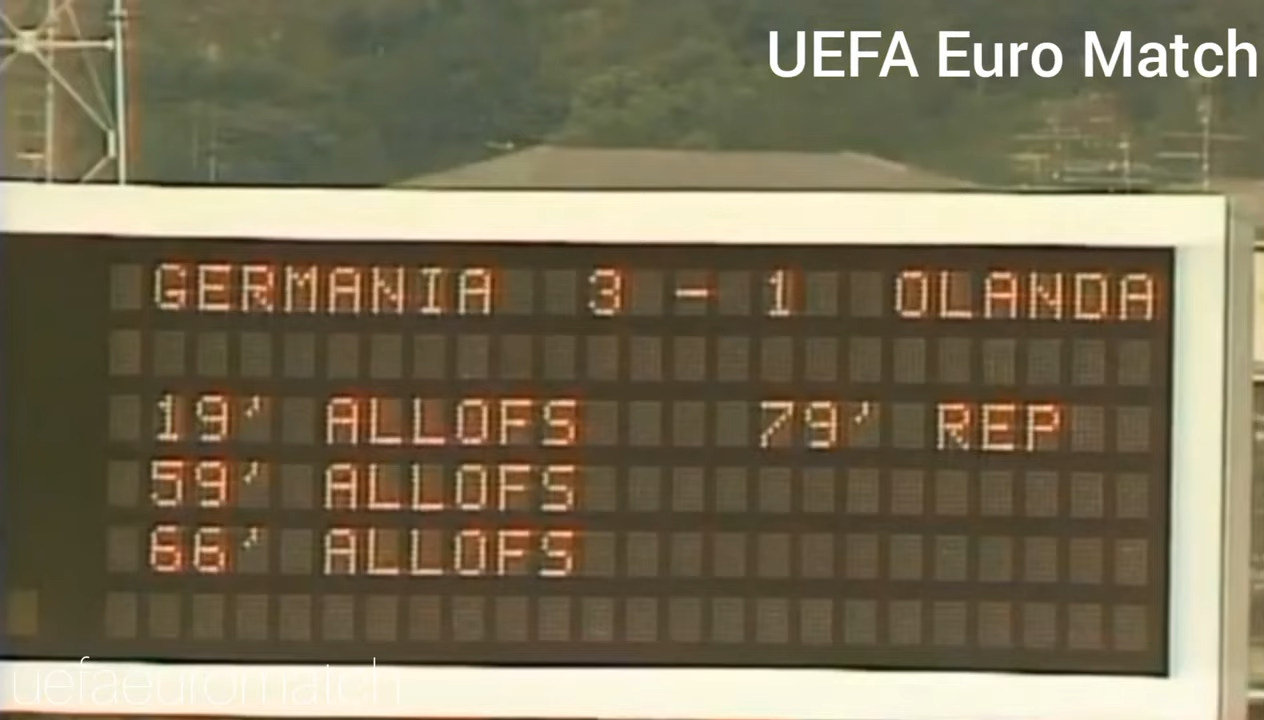 UEFA Euro Match
GERMANIA 3 - 1 OLANDA
19' ALLOFS 79' REP
59' ALLOFS
66' ALLOFS
uefaeuromatch